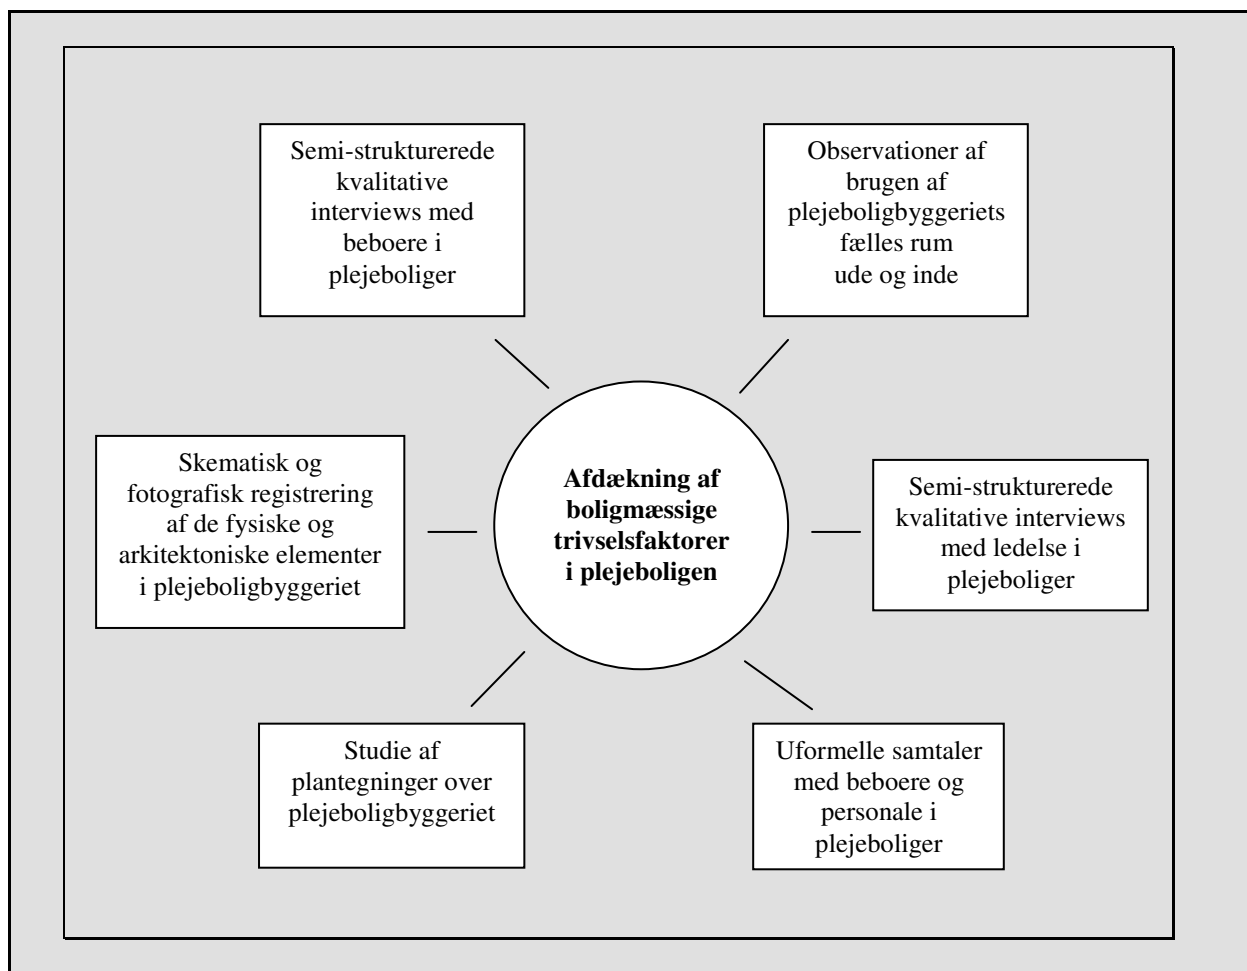 Semi-strukturerede
kvalitative
interviews med
beboere i
plejeboliger
Observationer af
brugen af
plejeboligbyggeriets
fælles rum
ude og inde
Skematisk og
fotografisk registrering
af de fysiske og
arkitektoniske elementer
i plejeboligbyggeriet
Afdækning af
boligmæssige
trivselsfaktorer
i plejeboligen
Semi-strukturerede
kvalitative interviews
med ledelse i
plejeboliger
Studie af
plantegninger over
plejeboligbyggeriet
Uformelle samtaler
med beboere og
personale i
plejeboliger